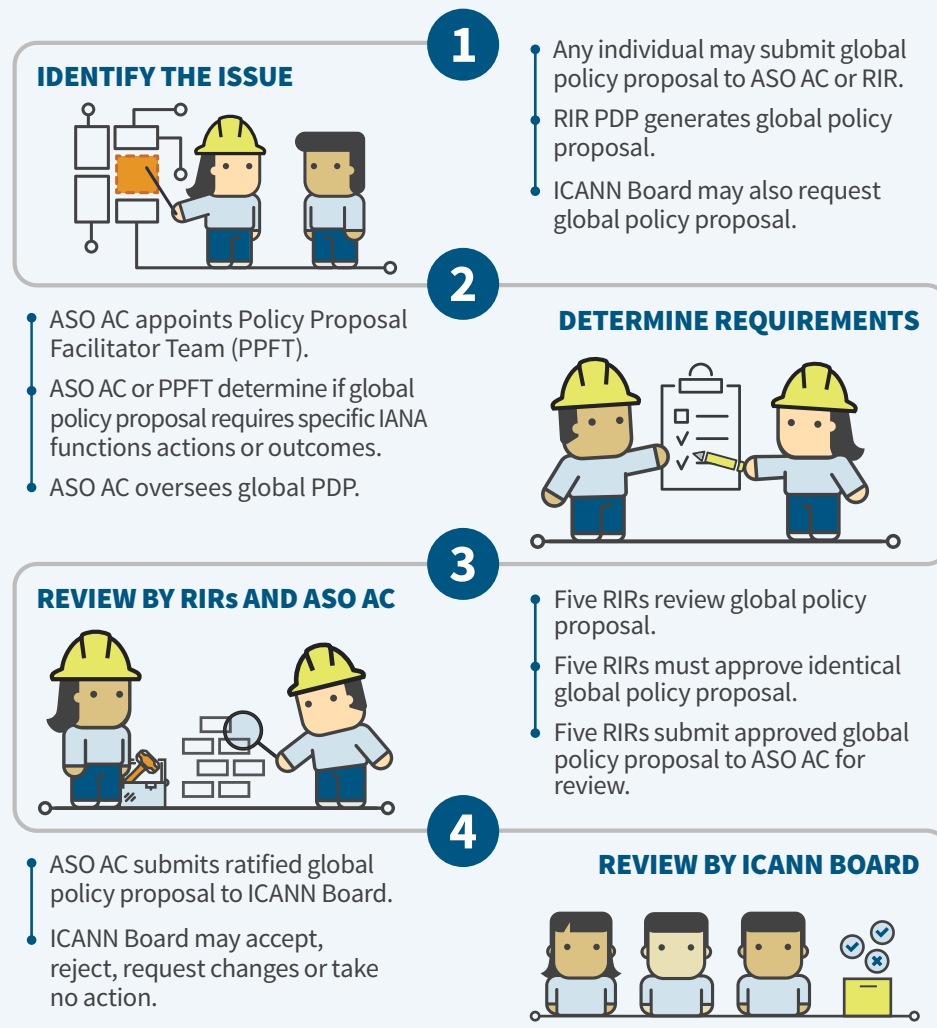 1
IDENTIFY THE ISSUE
Any individual may submit global
policy proposal to ASO AC or RIR.
RIR PDP generates global policy
proposal.
ICANN Board may also request
global policy proposal.
2
DETERMINE REQUIREMENTS
ASO AC appoints Policy Proposal
Facilitator Team (PPFT).
ASO AC or PPFT determine if global
policy proposal requires specific IANA
functions actions or outcomes.
ASO AC oversees global PDP.
3
REVIEW BY RIRs AND ASO AC
Five RIRs review global policy
proposal.
Five RIRs must approve identical
global policy proposal.
Five RIRs submit approved global
policy proposal to ASO AC for
review.
4
REVIEW BY ICANN BOARD
ASO AC submits ratified global
policy proposal to ICANN Board.
ICANN Board may accept,
reject, request changes or take
no action.